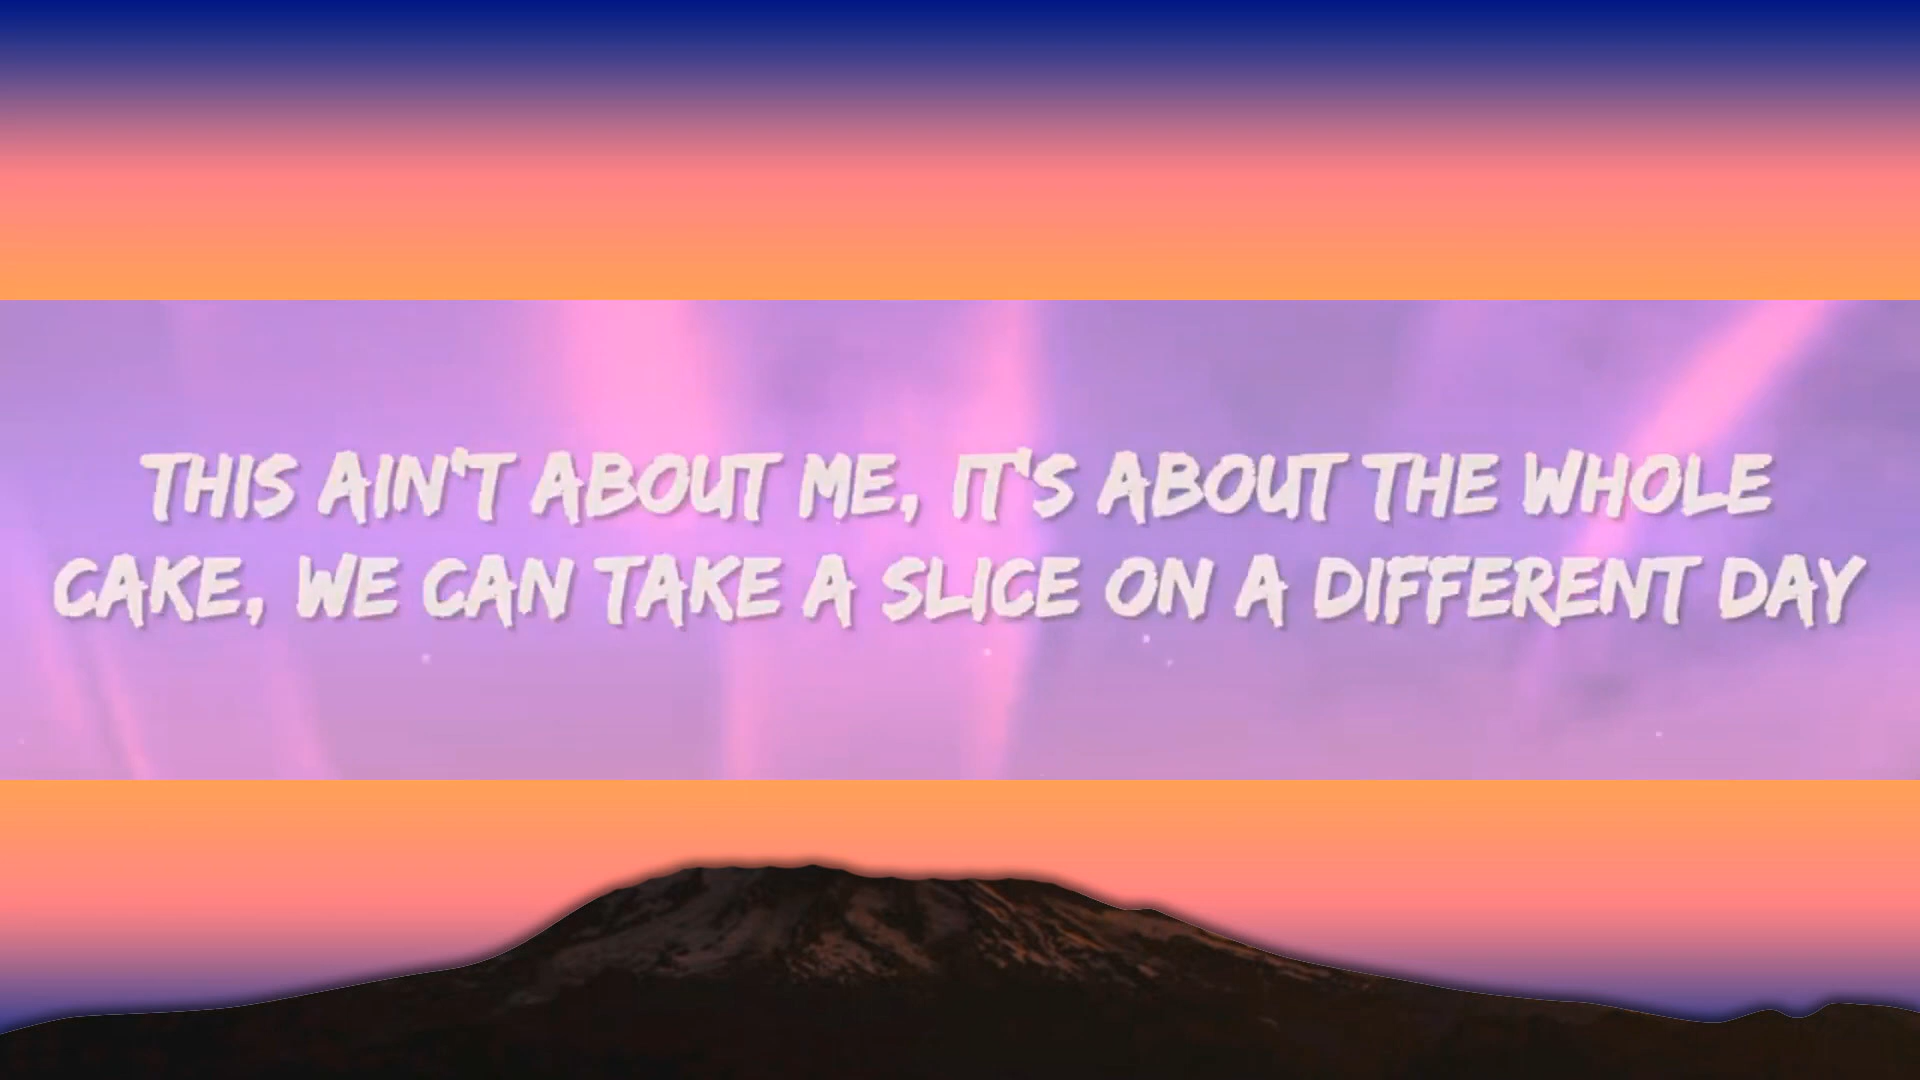 THIS AIN'T ABOUT ME, IT'S ABOUT THE WHOLE
CAKE, WE CAN TAKE A SLICE ON A DIFFERENT DAY